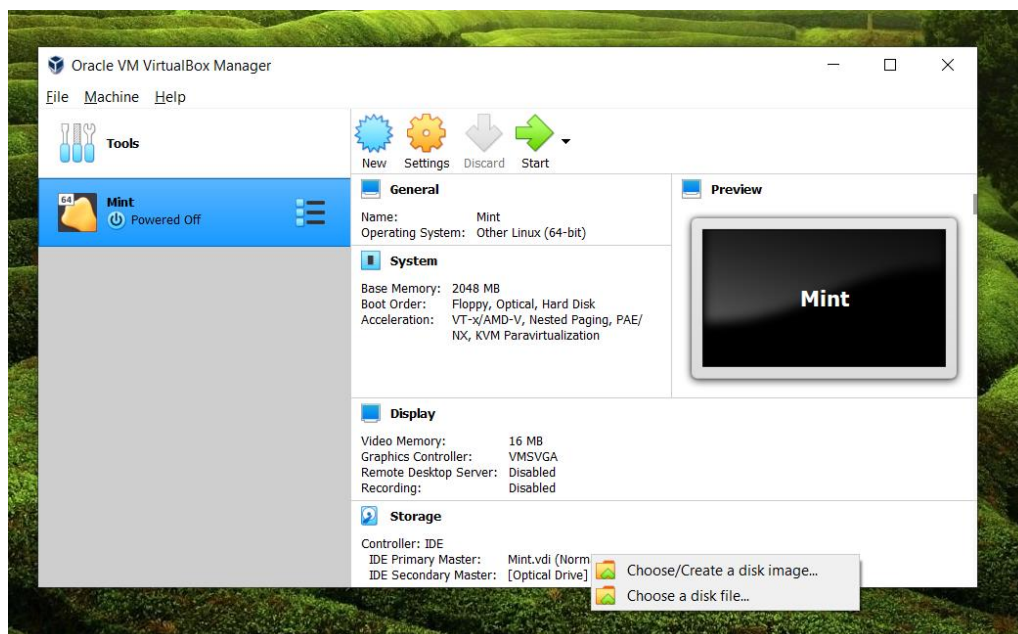 Oracle VM VirtualBox Manager
File Machine Help
Tools
New Settings Discard Start
64
Mint
Powered Off
General
Name: Mint
Operating System: Other Linux (64-bit)
System
Base Memory: 2048 MB
Boot Order: Floppy, Optical, Hard Disk
Acceleration: VT-x/AMD-V, Nested Paging, PAE/
NX, KVM Paravirtualization
Preview
Mint
Display
Video Memory: 16 MB
Graphics Controller: VMSVGA
Remote Desktop Server: Disabled
Recording: Disabled
Storage
Controller: IDE
IDE Primary Master: Mint.vdi (Norm
IDE Secondary Master: [Optical Drive]
Choose/Create a disk image...
Choose a disk file...